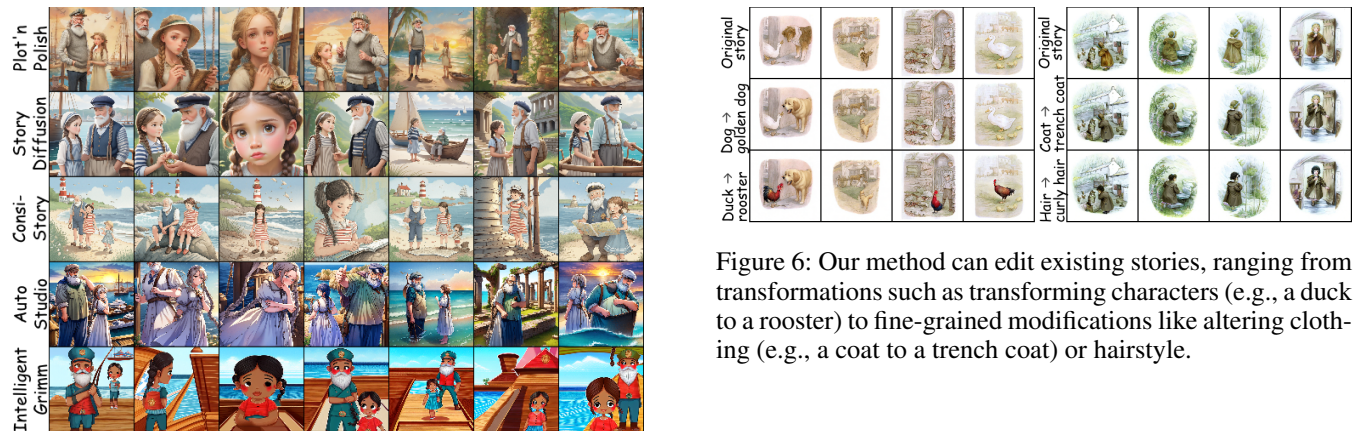 Plot'n
Polish
Story
Diffusion
Consi-
Story
Auto
Studio
Intelligent
Grimm
Original
story
Dog →
golden dog
Duck →
rooster
Original
story
Coat →
trench coat
Hair →
curly hair
Figure 6: Our method can edit existing stories, ranging from
transformations such as transforming characters (e.g., a duck
to a rooster) to fine-grained modifications like altering cloth-
ing (e.g., a coat to a trench coat) or hairstyle.